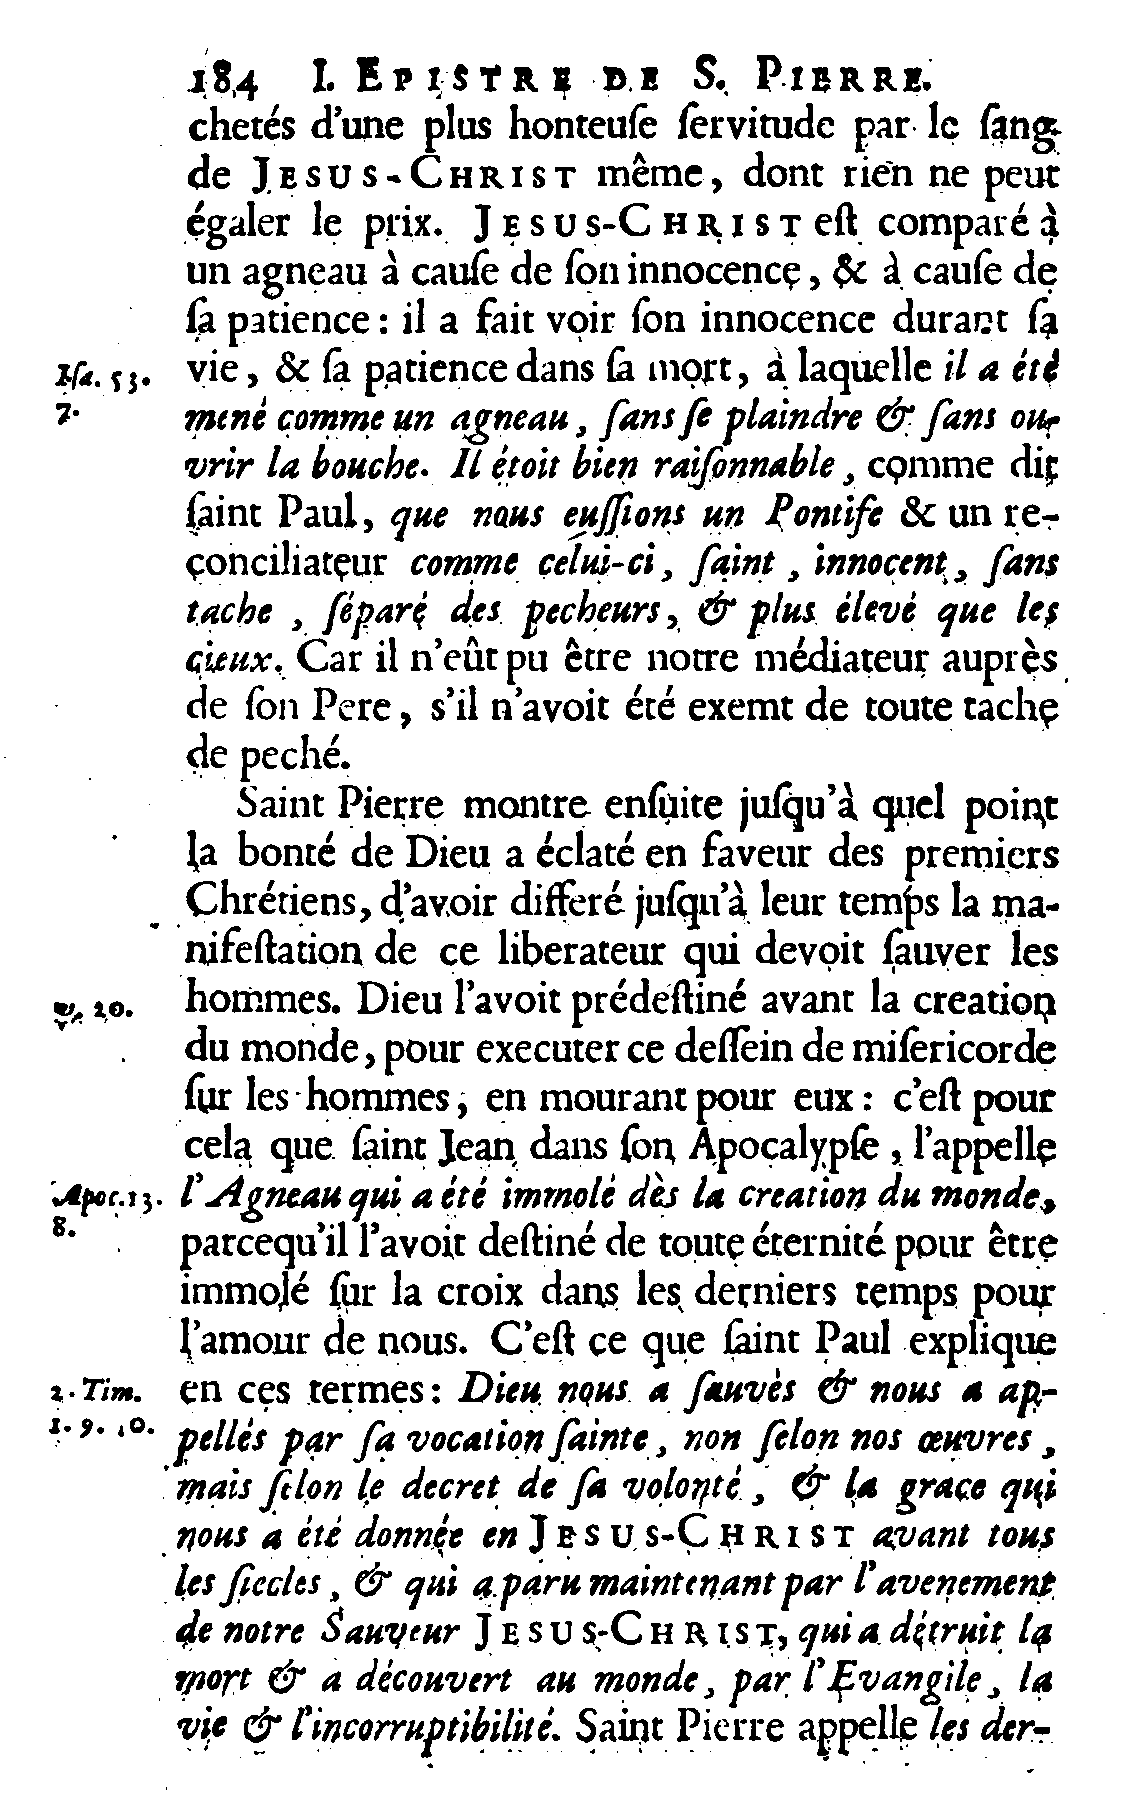 184 I. EPISTRE DE S. PIERRE.
chetés d'une plus honteuſe ſervitude par le ſang
de JESUS-CHRIST même, dont rien ne peut
égaler le prix. JESUS-CHRIST eſt comparé à
un agneau à cauſe de ſon innocence, & à cauſe de
ſa patience : il a fait voir ſon innocence durant ſa
Iſa. 53. vie, & ſa patience dans ſa mort, à laquelle il a été
7. mené comme un agneau, ſans ſe plaindre & ſans ou-
vrir la bouche. Il étoit bien raiſonnable, comme dit
ſaint Paul, que nous euſſions un Pontife & un re-
conciliateur comme celui-ci, ſaint, innocent, ſans
tache, ſéparé des pecheurs, & plus élevé que les
cieux. Car il n'eût pu être notre médiateur auprès
de ſon Pere, s'il n'avoit été exemt de toute tache
de peché.
Saint Pierre montre enſuite juſqu'à quel point
la bonté de Dieu a éclaté en faveur des premiers
Chrétiens, d'avoir differé juſqu'à leur temps la ma-
nifeſtation de ce liberateur qui devoit ſauver les
v. 20. hommes. Dieu l'avoit prédeſtiné avant la creation
du monde, pour executer ce deſſein de miſericorde
ſur les hommes, en mourant pour eux : c'eſt pour
cela que ſaint Jean dans ſon Apocalypſe, l'appelle
Apoc. 13. l'Agneau qui a été immolé dès la creation du monde,
8. parcequ'il l'avoit deſtiné de toute éternité pour être
immolé ſur la croix dans les derniers temps pour
l'amour de nous. C'eſt ce que ſaint Paul explique
2. Tim. en ces termes : Dieu nous a ſauvès & nous a ap-
1. 9. 10. pellés par ſa vocation ſainte, non ſelon nos œuvres,
mais ſelon le decret de ſa volonté, & la grace qui
nous a été donnée en JESUS-CHRIST avant tous
les ſiecles, & qui a paru maintenant par l'avenement
de notre Sauveur JESUS-CHRIST, qui a détruit la
mort & a découvert au monde, par l'Evangile, la
vie & l'incorruptibilité. Saint Pierre appelle les der-